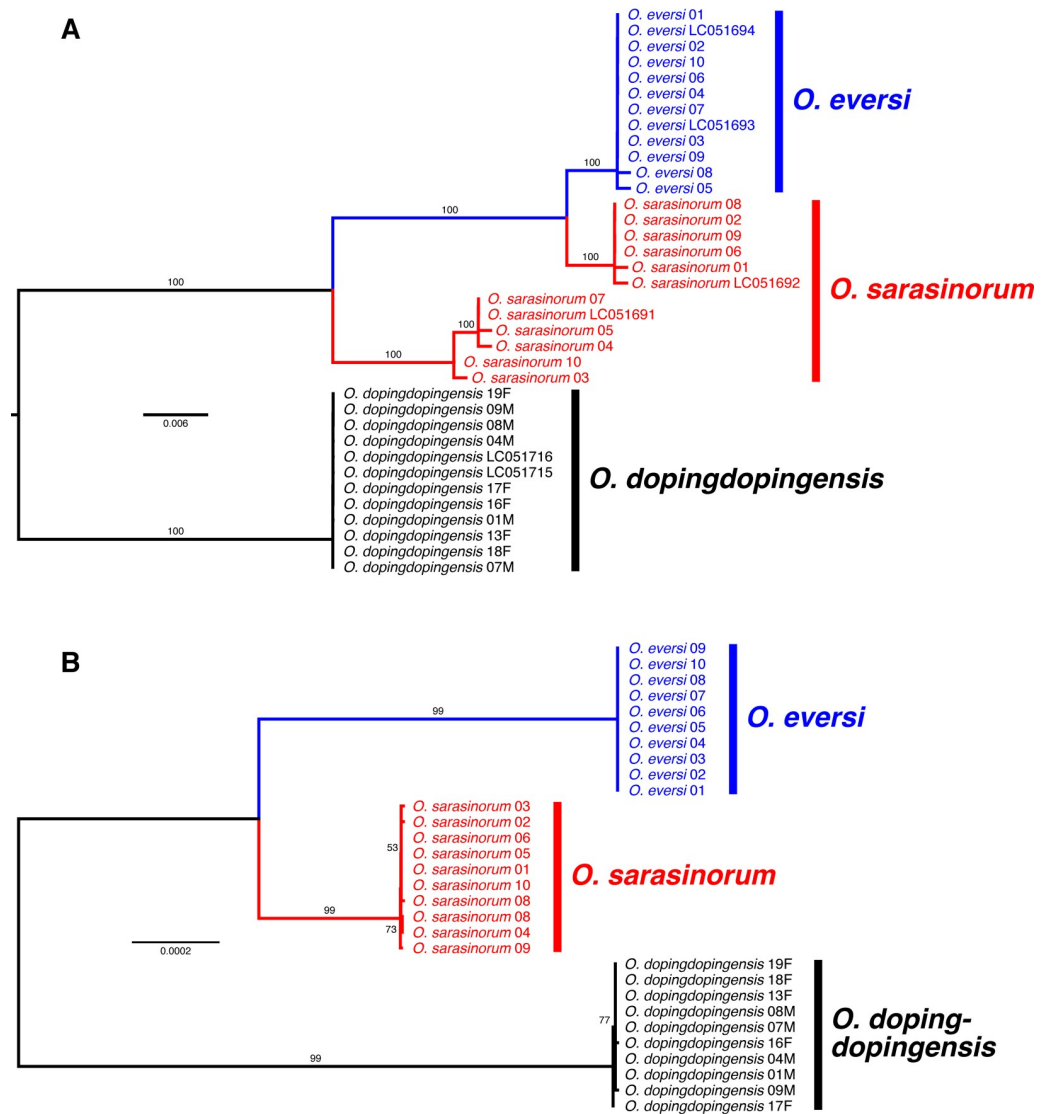 A
O. eversi 01
O. eversi LC051694
O. eversi 02
O. eversi 10
O. eversi 06
O. eversi 04
O. eversi 07
O. eversi LC051693
O. eversi 03
O. eversi 09
O. eversi 08
O. eversi 05
O. eversi
100
100
O. sarasinorum 08
O. sarasinorum 02
O. sarasinorum 09
O. sarasinorum 06
O. sarasinorum 01
O. sarasinorum LC051692
O. sarasinorum
100
100
O. sarasinorum 07
O. sarasinorum LC051691
O. sarasinorum 05
O. sarasinorum 04
O. sarasinorum 10
O. sarasinorum 03
100
100
0.006
O. dopingdopingensis 19F
O. dopingdopingensis 09M
O. dopingdopingensis 08M
O. dopingdopingensis 04M
O. dopingdopingensis LC051716
O. dopingdopingensis LC051715
O. dopingdopingensis 17F
O. dopingdopingensis 16F
O. dopingdopingensis 01M
O. dopingdopingensis 13F
O. dopingdopingensis 18F
O. dopingdopingensis 07M
O. dopingdopingensis
100
B
O. eversi 09
O. eversi 10
O. eversi 08
O. eversi 07
O. eversi 06
O. eversi 05
O. eversi 04
O. eversi 03
O. eversi 02
O. eversi 01
O. eversi
99
O. sarasinorum 03
O. sarasinorum 02
O. sarasinorum 06
O. sarasinorum 05
O. sarasinorum 01
O. sarasinorum 10
O. sarasinorum 08
O. sarasinorum 08
O. sarasinorum 04
O. sarasinorum 09
O. sarasinorum
53
99
73
0.0002
O. dopingdopingensis 19F
O. dopingdopingensis 18F
O. dopingdopingensis 13F
O. dopingdopingensis 08M
O. dopingdopingensis 07M
O. dopingdopingensis 16F
O. dopingdopingensis 04M
O. dopingdopingensis 01M
O. dopingdopingensis 09M
O. dopingdopingensis 17F
O. doping-
dopingensis
77
99